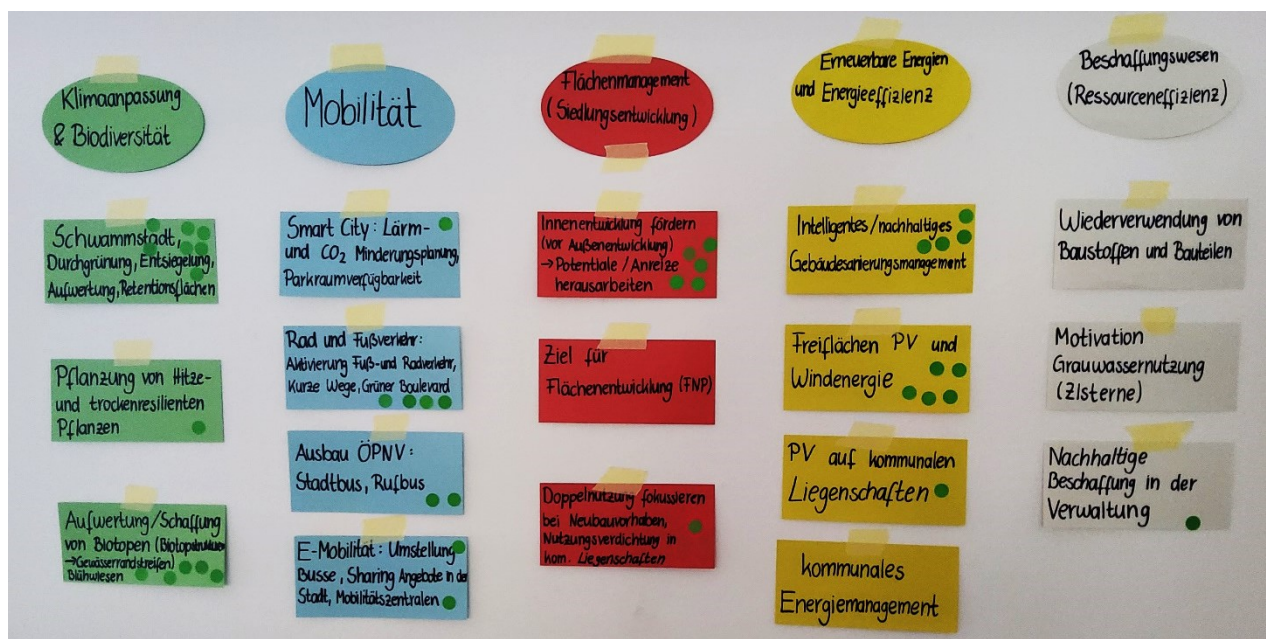 Klimaanpassung
& Biodiversität
Schwammstadt,
Durchgrünung, Entsiegelung,
Aufwertung, Retentionsflächen
Pflanzung von Hitze-
und trockenresilienten
Pflanzen
Aufwertung/Schaffung
von Biotopen
→Gewässerrandstreifen)
Blühwiesen
Mobilität
Smart City: Lärm-
und CO₂ Minderungsplanung,
Parkraumverfügbarkeit
Rad und Fußverkehr:
Aktivierung Fuß-und Radverkehr,
Kurze Wege, Grüner Boulevard
Ausbau ÖPNV:
Stadtbus, Rufbus
E-Mobilität: Umstellung
Busse, Sharing Angebote in der
Stadt, Mobilitätszentralen
Flächenmanagement
(Siedlungsentwicklung)
Innenentwicklung fördern
(vor Außenentwicklung)
→Potentiale/Anreize
herausarbeiten
Ziel für
Flächenentwicklung (FNP)
Doppelnutzung fokussieren
bei Neubauvorhaben,
Nutzungsverdichtung in
kom. Liegenschaften
Erneuerbare Energien
und Energieeffizienz
Intelligentes/nachhaltiges
Gebäudesanierungsmanagement
Freiflächen PV und
Windenergie
PV auf kommunalen
Liegenschaften
kommunales
Energiemanagement
Beschaffungswesen
(Ressourceneffizienz)
Wiederverwendung von
Baustoffen und Bauteilen
Motivation
Grauwassernutzung
(ZIsterne)
Nachhaltige
Beschaffung in der
Verwaltung